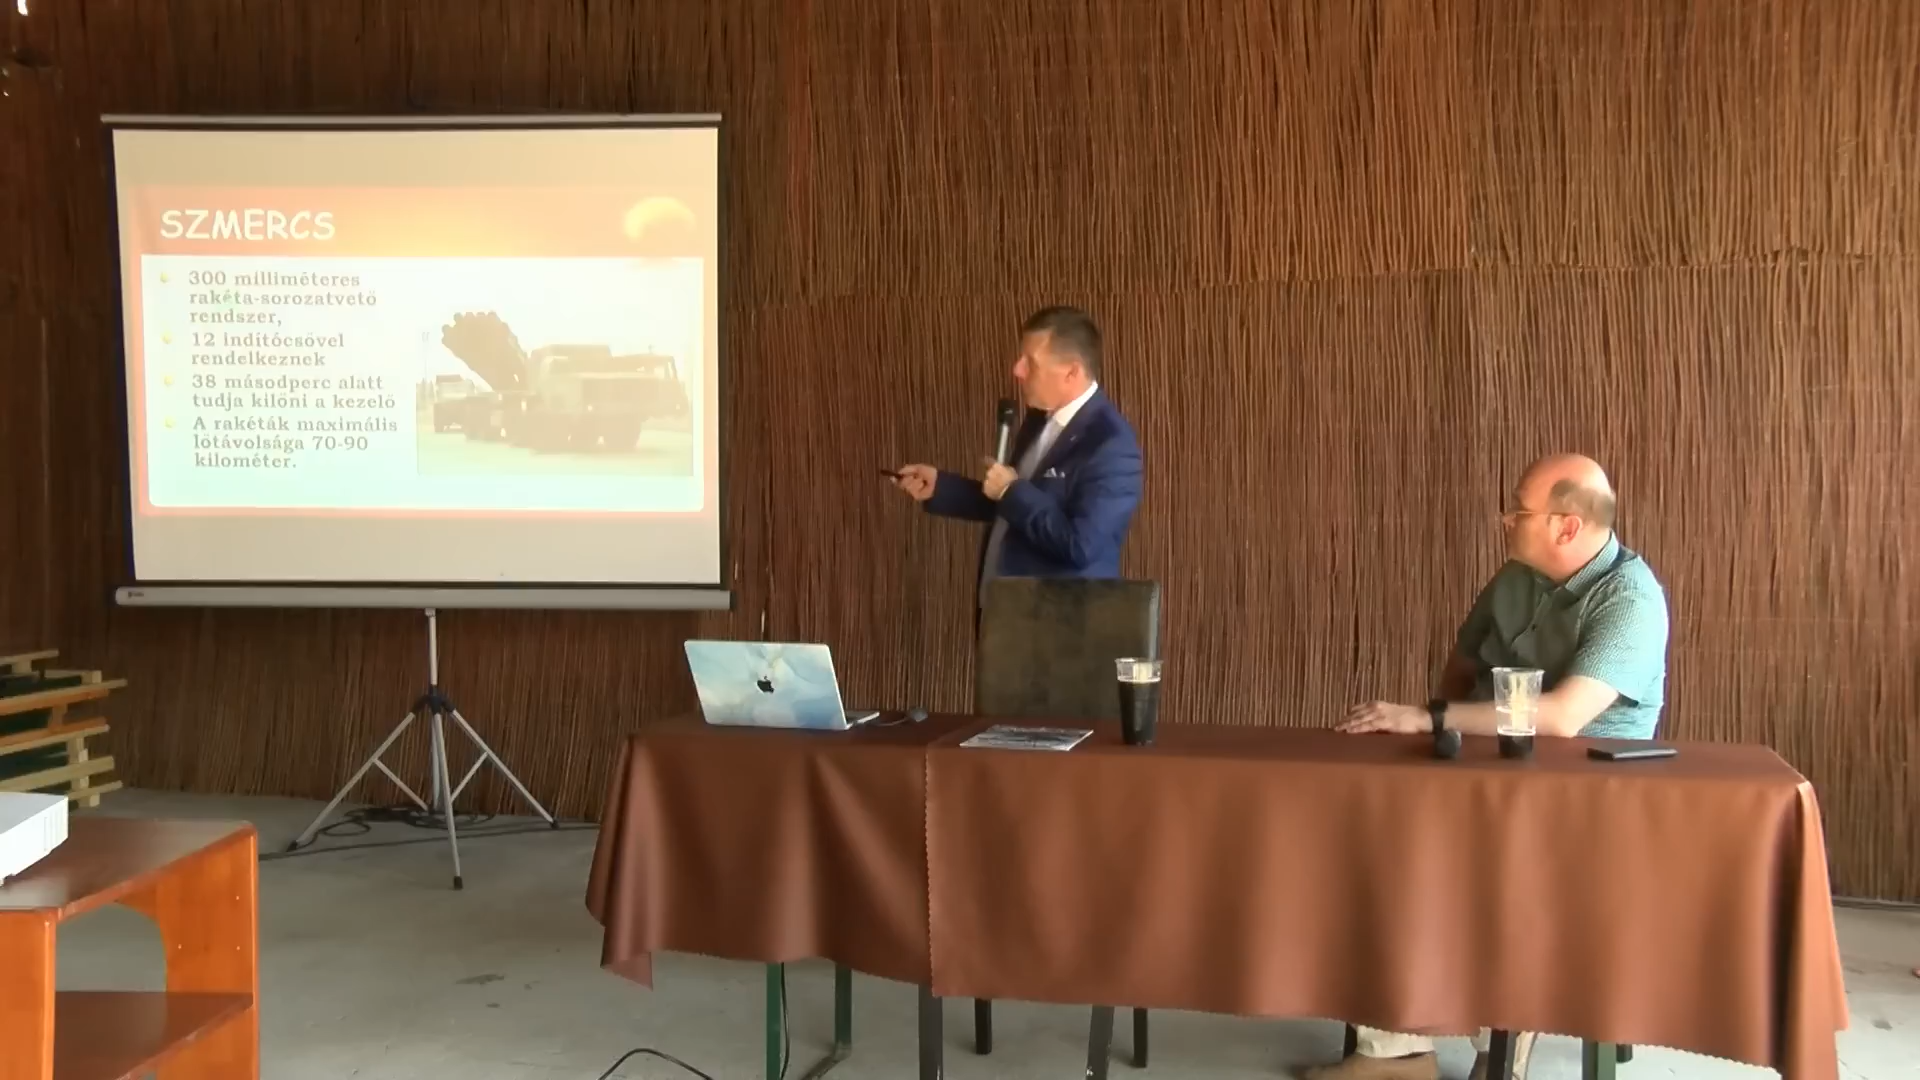 SZMERCS
300 milliméteres
rakéta-sorozatvető
rendszer,
12 indítócsővel
rendelkeznek
38 másodperc alatt
tudja kilőni a kezelő
A rakéták maximális
lőtávolsága 70-90
kilométer.